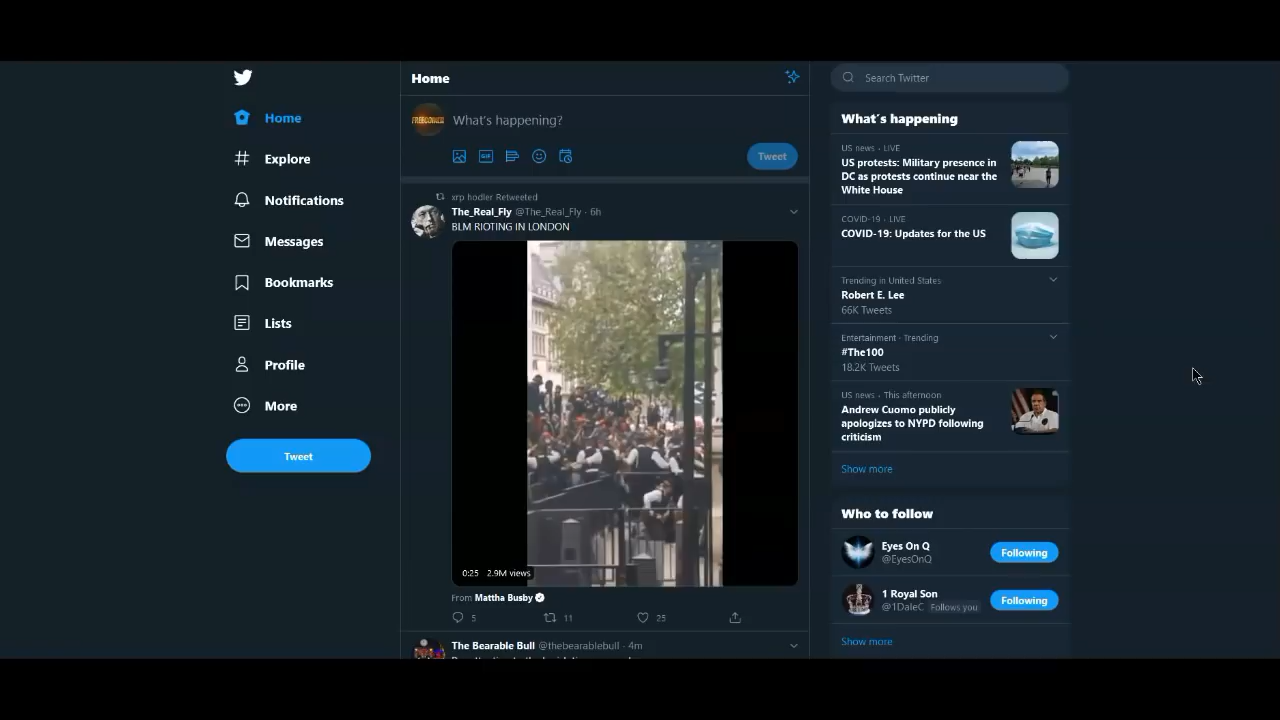 Home
Explore
Notifications
Messages
Bookmarks
Lists
Profile
More
Tweet
Home
What's happening?
GIF
Tweet
xrp hodler Retweeted
The_Real_Fly @The_Real_Fly · 6h
BLM RIOTING IN LONDON
0:25 2.9M views
From Mattha Busby
5 11 25
The Bearable Bull @thebearablebull · 4m
Search Twitter
What's happening
US news · LIVE
US protests: Military presence in
DC as protests continue near the
White House
COVID-19 · LIVE
COVID-19: Updates for the US
Trending in United States
Robert E. Lee
66K Tweets
Entertainment · Trending
#The100
18.2K Tweets
US news · This afternoon
Andrew Cuomo publicly
apologizes to NYPD following
criticism
Show more
Who to follow
Eyes On Q
@EyesOnQ
Following
1 Royal Son
@1DaleC Follows you
Following
Show more